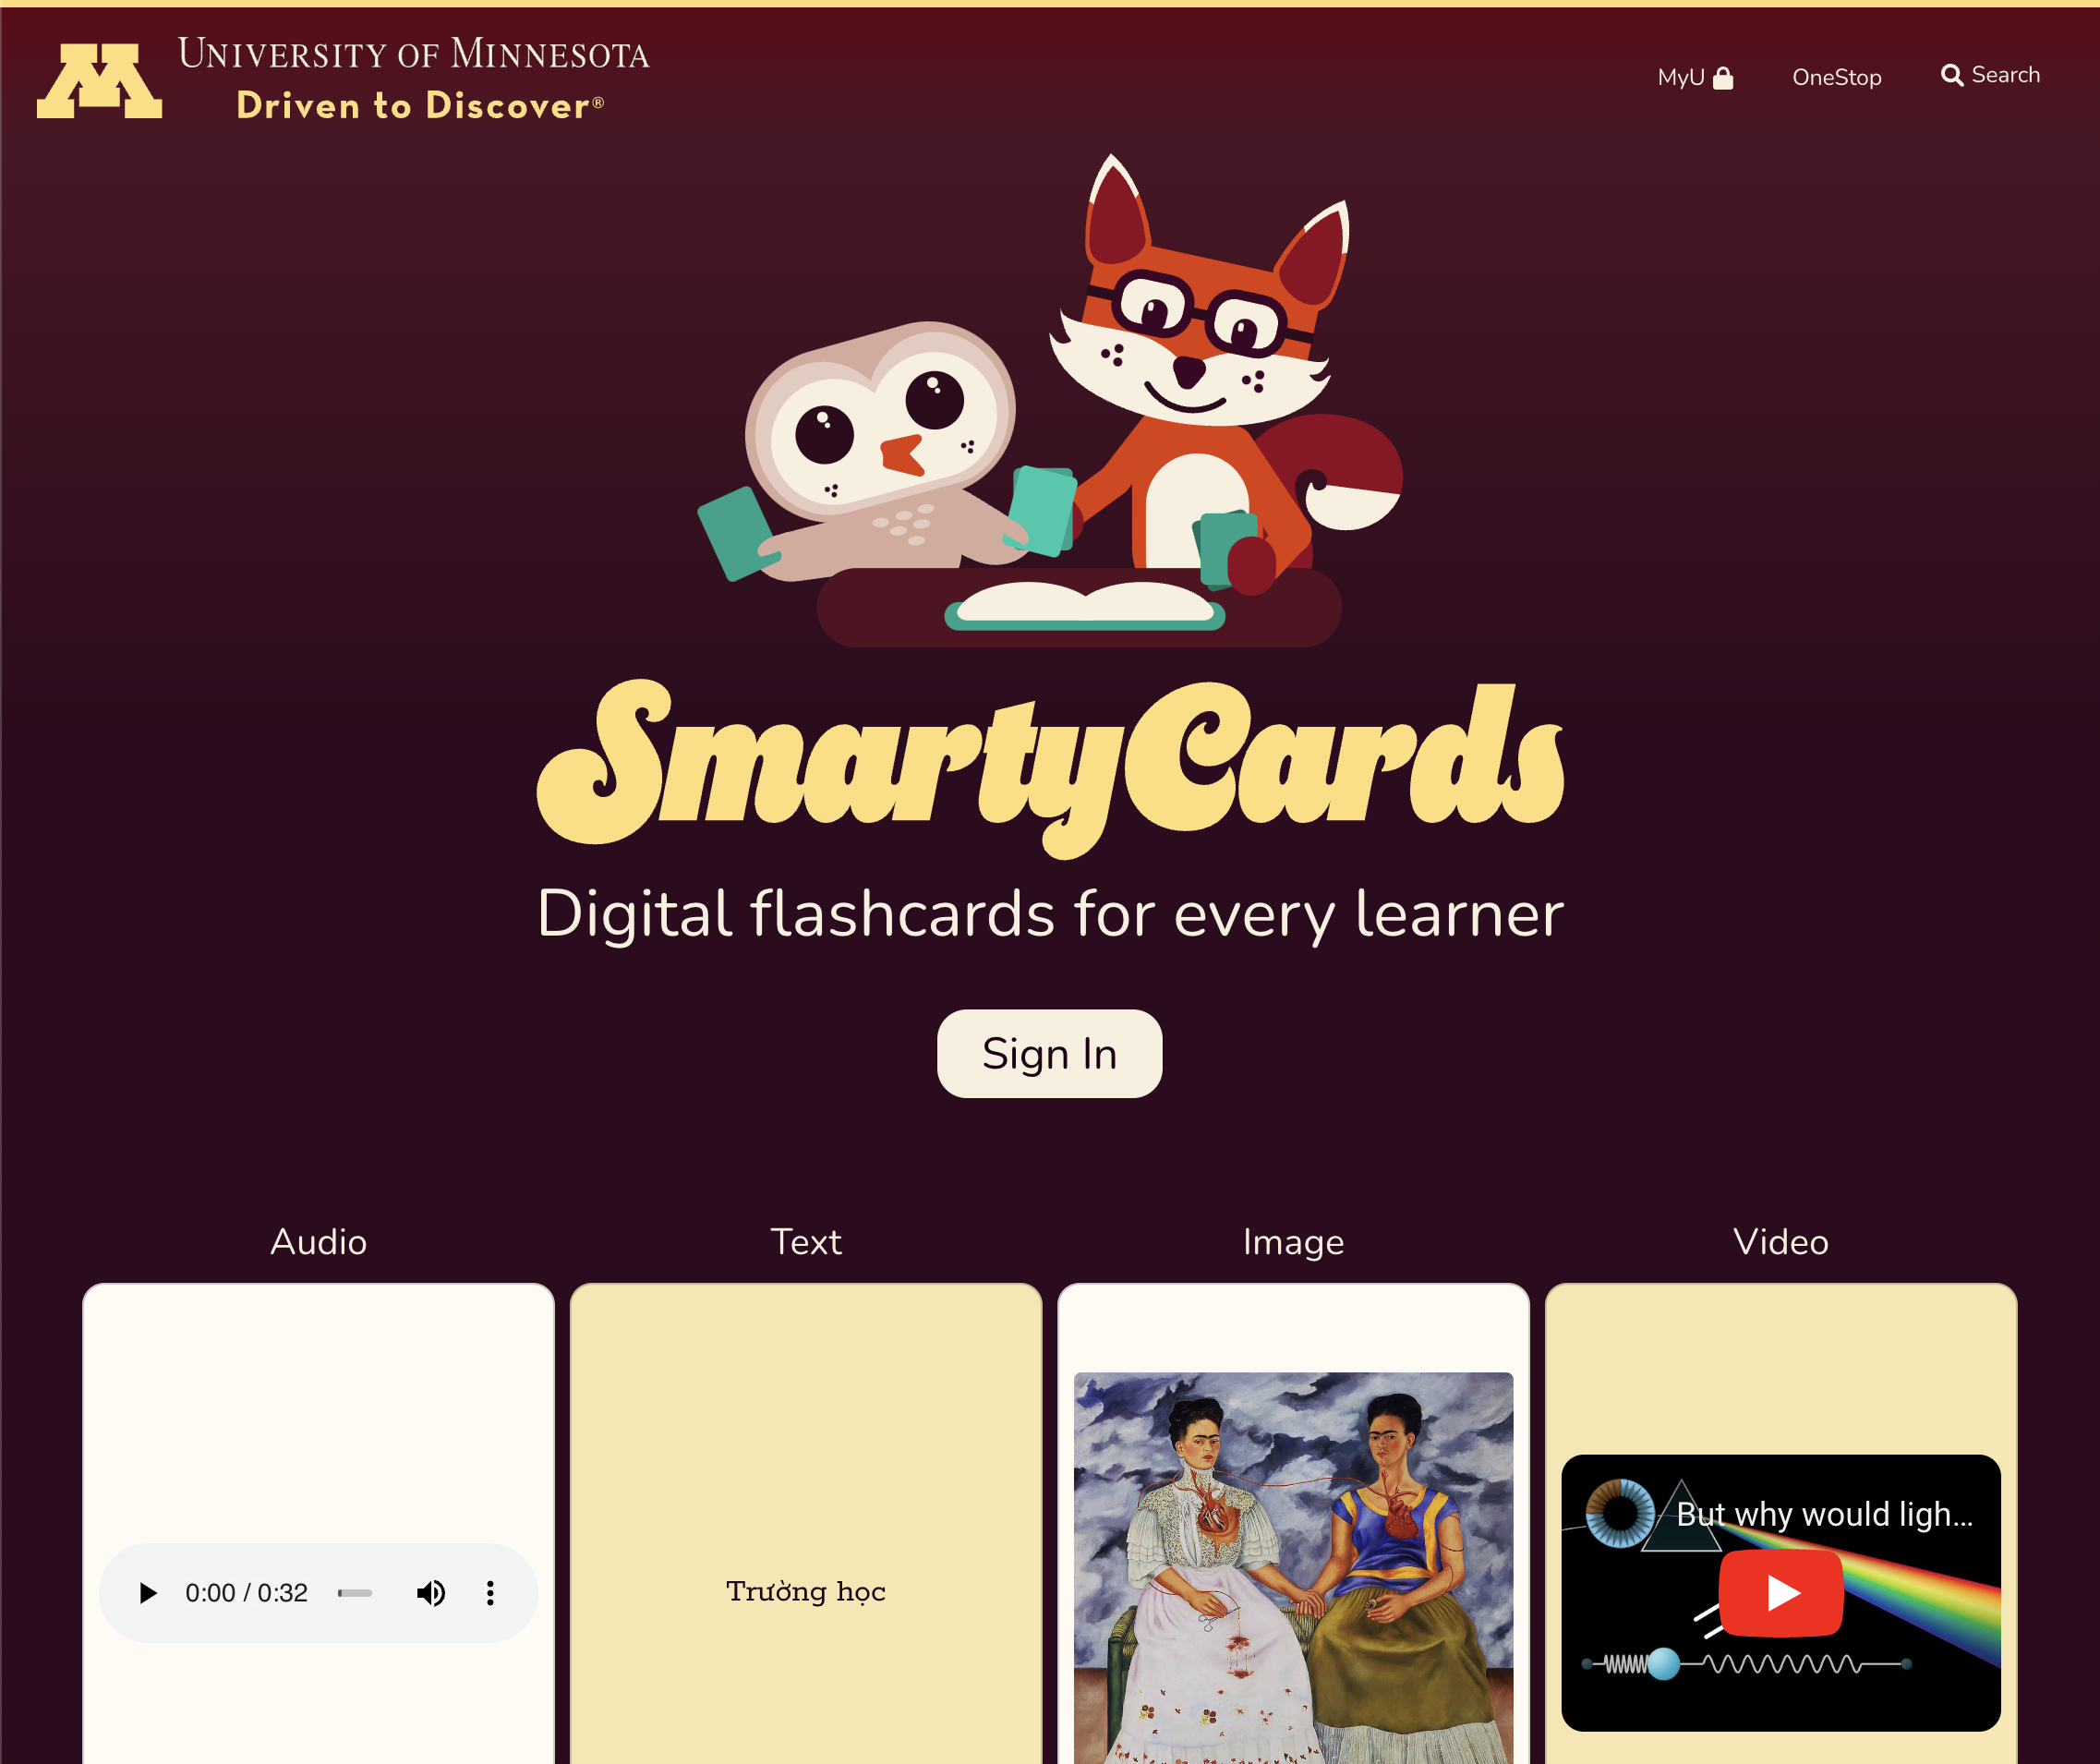 University of Minnesota
Driven to Discover®
MyU
OneStop
Search
SmartyCards
Digital flashcards for every learner
Sign In
Audio
Text
Image
Video
0:00 / 0:32
Trường học
But why would ligh...